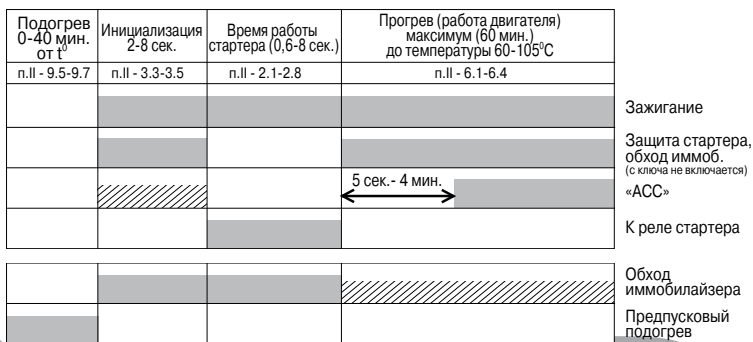 Подогрев
0-40 мин.
от t⁰
Инициализация
2-8 сек.
Время работы
стартера (0,6-8 сек.)
Прогрев (работа двигателя)
максимум (60 мин.)
до температуры 60-105⁰С
п.II - 9.5-9.7
п.II - 3.3-3.5
п.II - 2.1-2.8
п.II - 6.1-6.4
Зажигание
Защита стартера,
обход иммоб.
(с ключа не включается)
5 сек.- 4 мин.
«АСС»
К реле стартера
Обход
иммобилайзера
Предпусковый
подогрев